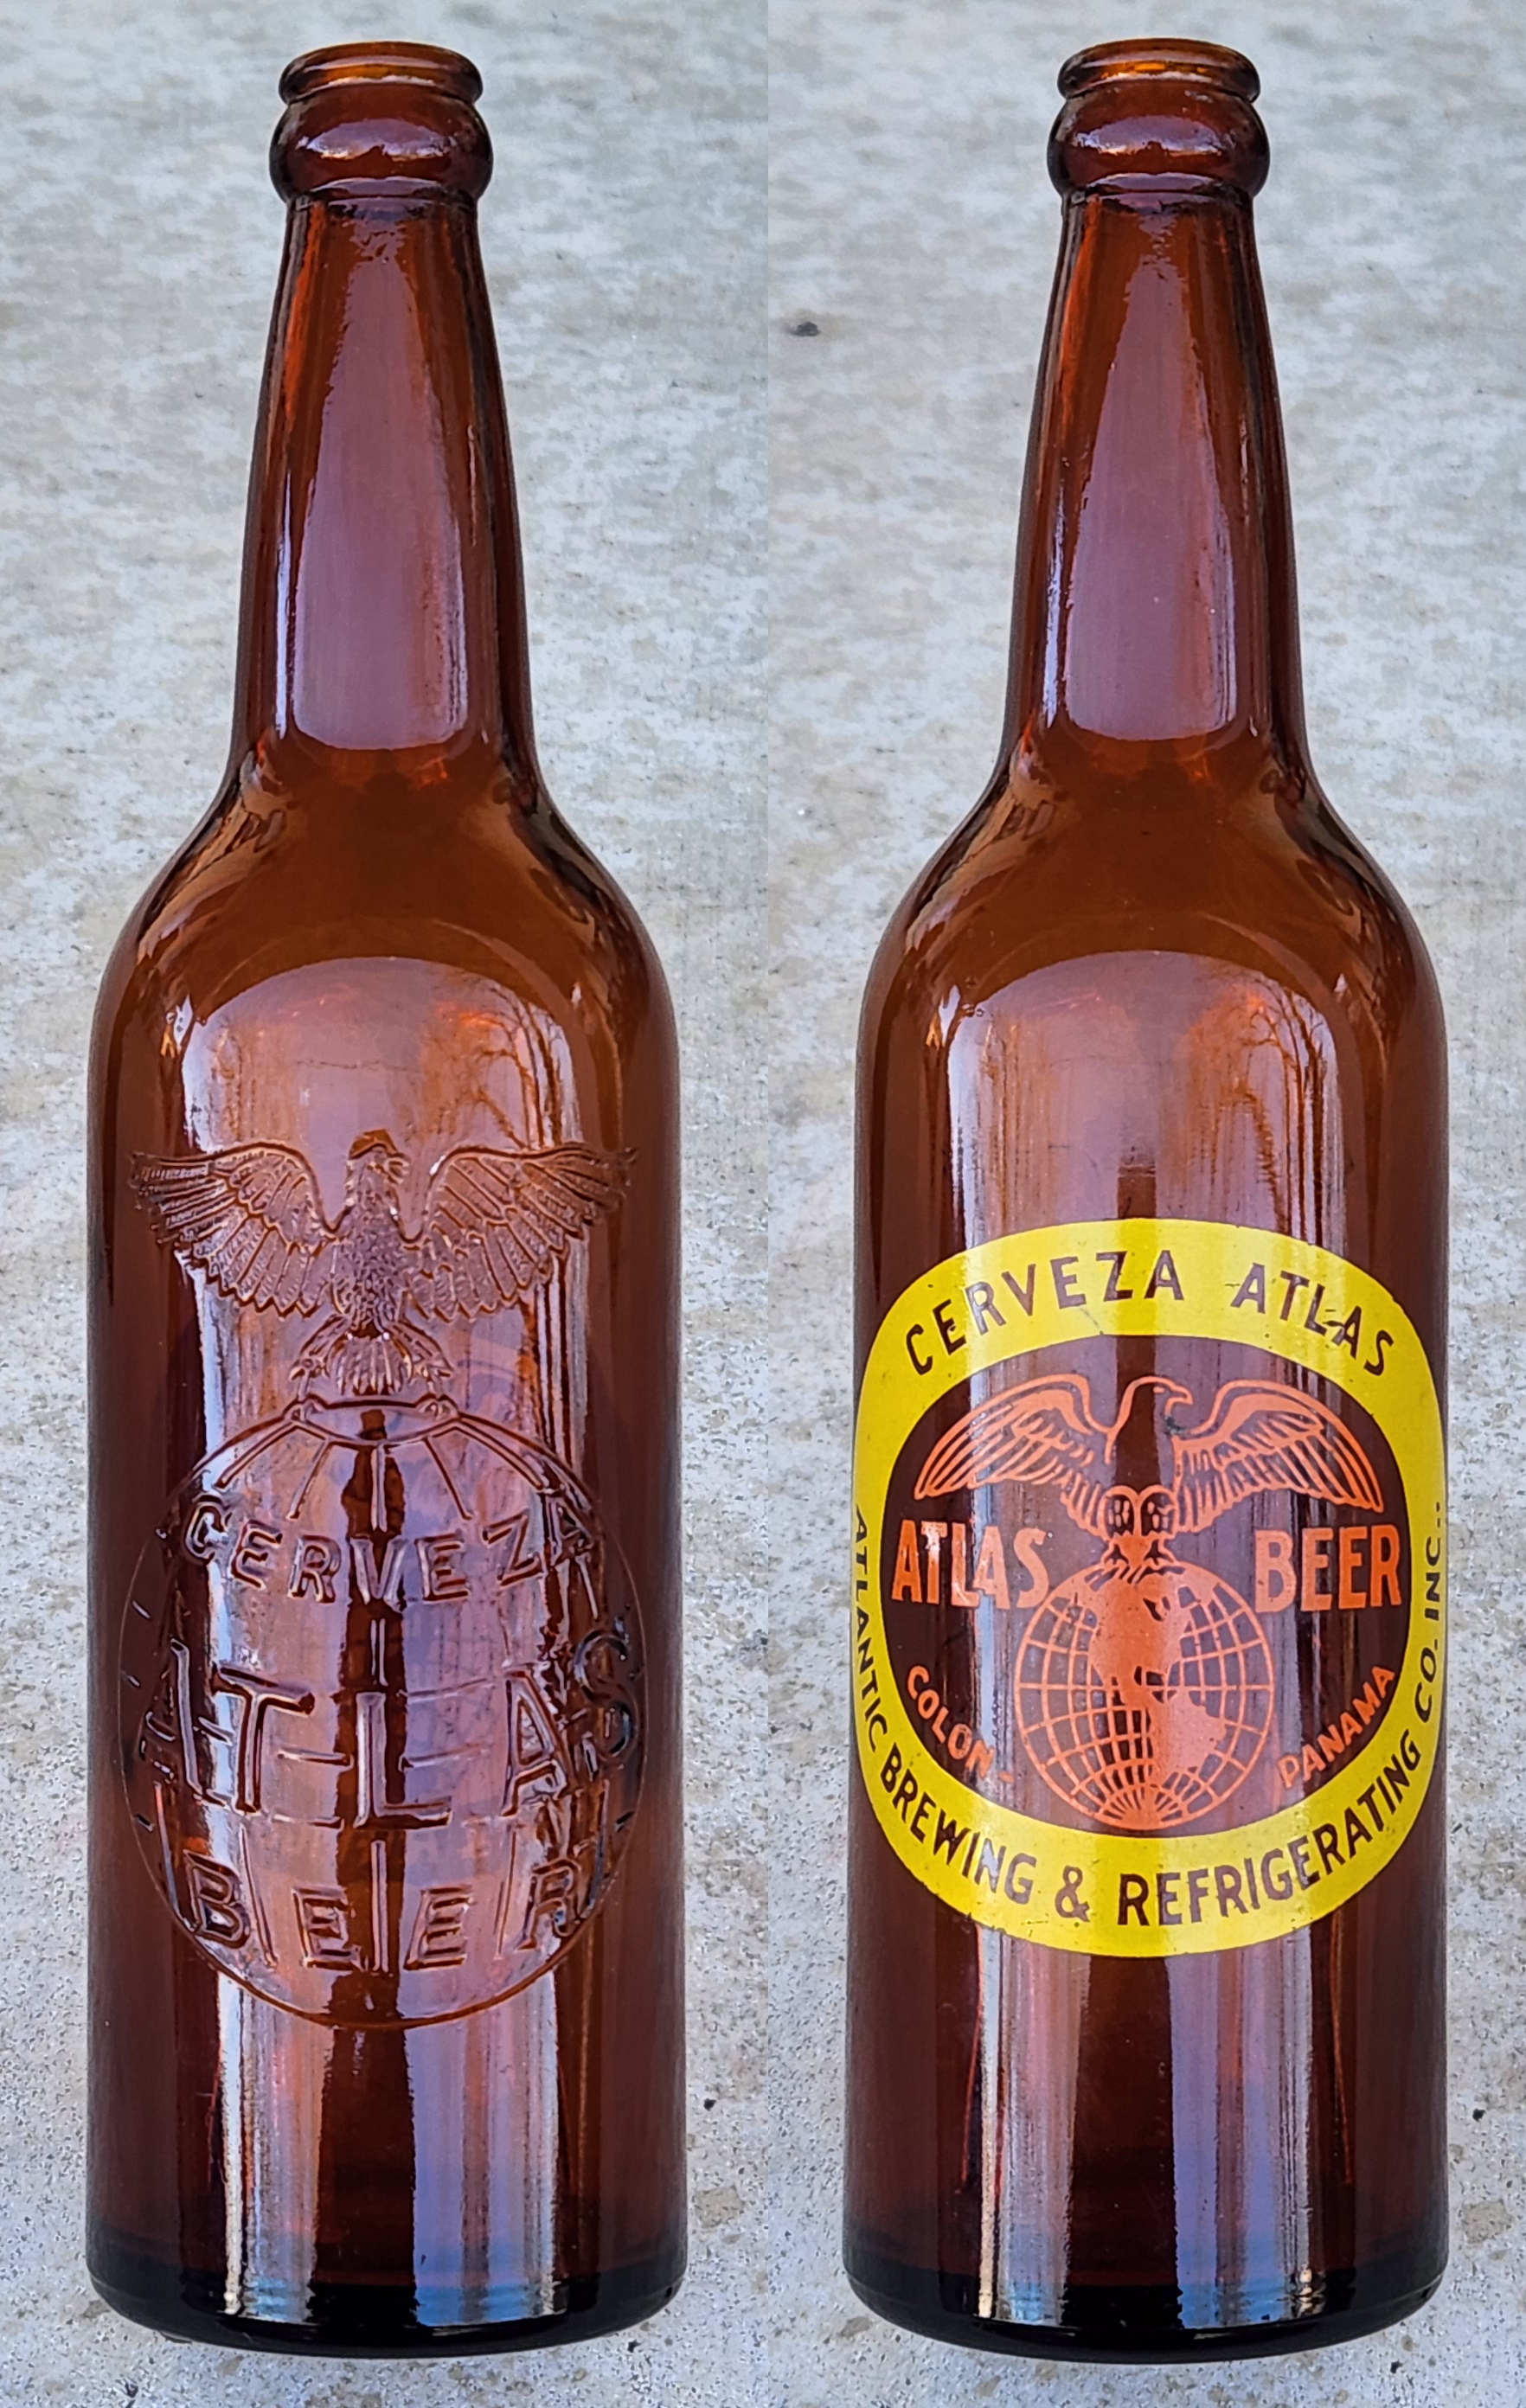 CERVEZA
ATLAS
BEER
CERVEZA ATLAS
ATLAS BEER
COLON- PANAMA
ATLANTIC BREWING & REFRIGERATING CO. INC..